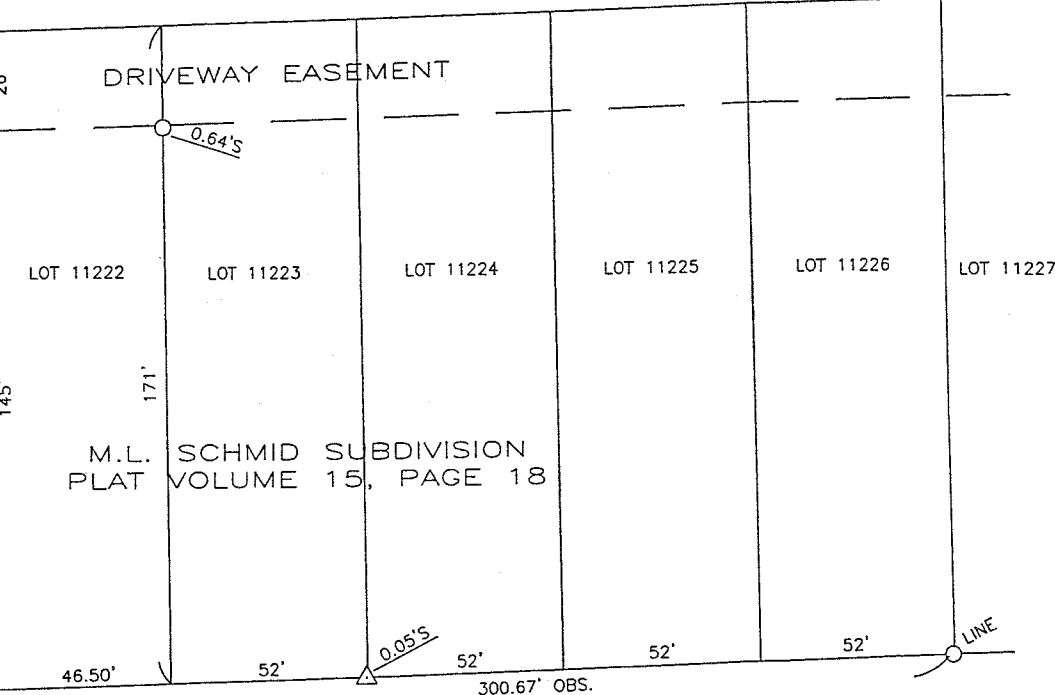 26'
DRIVEWAY EASEMENT
0.64'S
LOT 11222
LOT 11223
LOT 11224
LOT 11225
LOT 11226
LOT 11227
145'
171'
M.L. SCHMID SUBDIVISION
PLAT VOLUME 15, PAGE 18
46.50'
52'
0.05'S
52'
52'
52'
LINE
300.67' OBS.